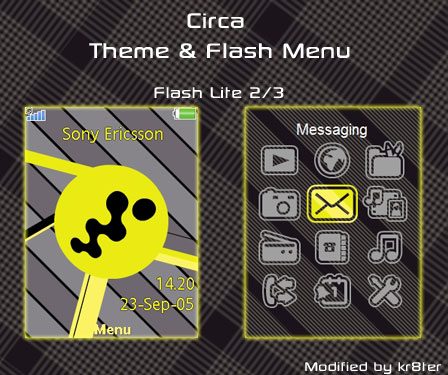 Circa
Theme & Flash Menu
Flash Lite 2/3
Sony Ericsson
14.20
23-Sep-05
Menu
Messaging
Modified by kr8ter